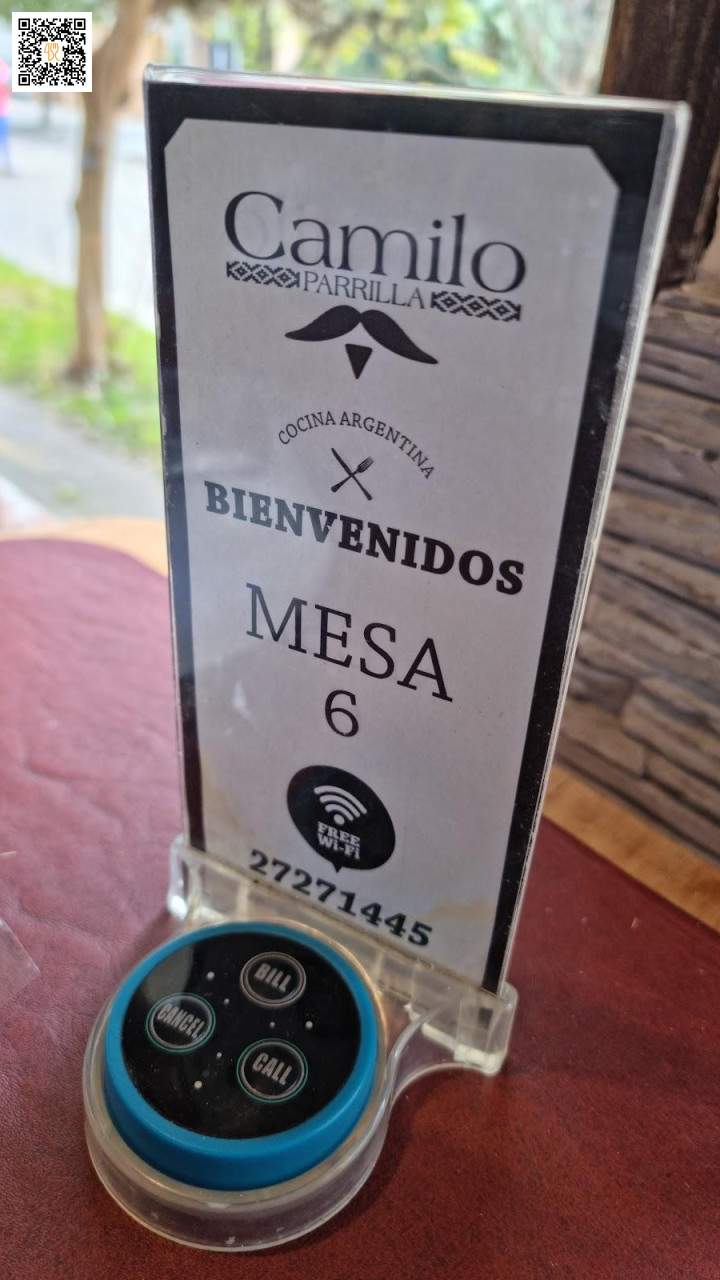 Camilo
PARRILLA
COCINA ARGENTINA
BIENVENIDOS
MESA
6
FREE
Wi-Fi
27271445
BILL
CANCEL
CALL